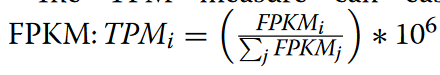 FPKM: TPM_i = (FPKM_i / ∑_j FPKM_j) * 10^6